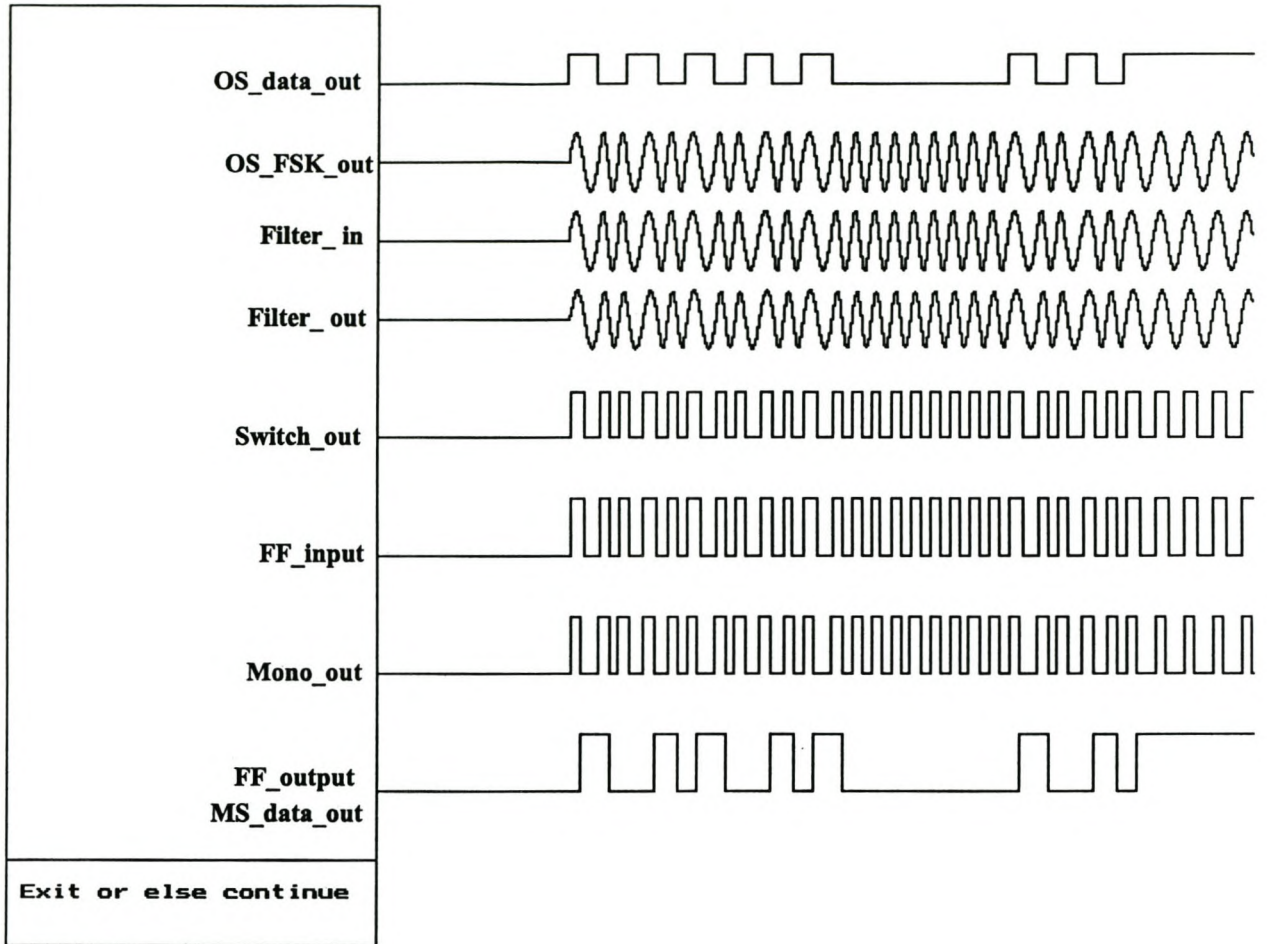 OS_data_out
OS_FSK_out
Filter_ in
Filter_ out
Switch_out
FF_input
Mono_out
FF_output
MS_data_out
Exit or else continue